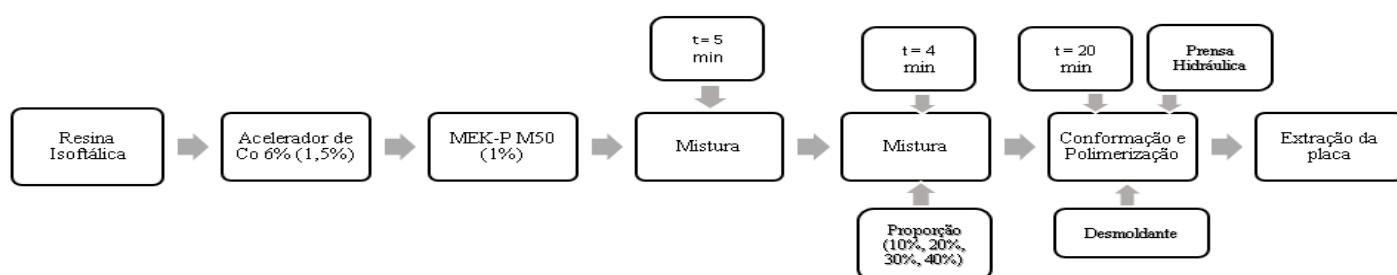 t = 5
min
t = 4
min
t = 20
min
Prensa
Hidráulica
Resina
Isoftálica
Acelerador de
Co 6% (1,5%)
MEK-P M50
(1%)
Mistura
Mistura
Conformação e
Polimerização
Extração da
placa
Proporção
(10%, 20%,
30%, 40%)
Desmoldante